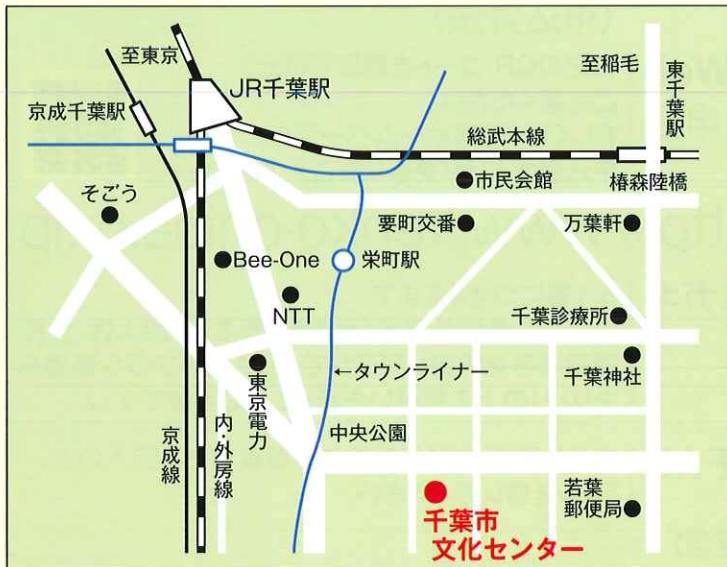 至東京
JR千葉駅
京成千葉駅
至稲毛
東千葉駅
総武本線
市民会館
椿森陸橋
そごう
要町交番
万葉軒
Bee-One
栄町駅
NTT
千葉診療所
←タウンライナー
千葉神社
東京電力
中央公園
京成線
内・外房線
若葉
郵便局
千葉市
文化センター